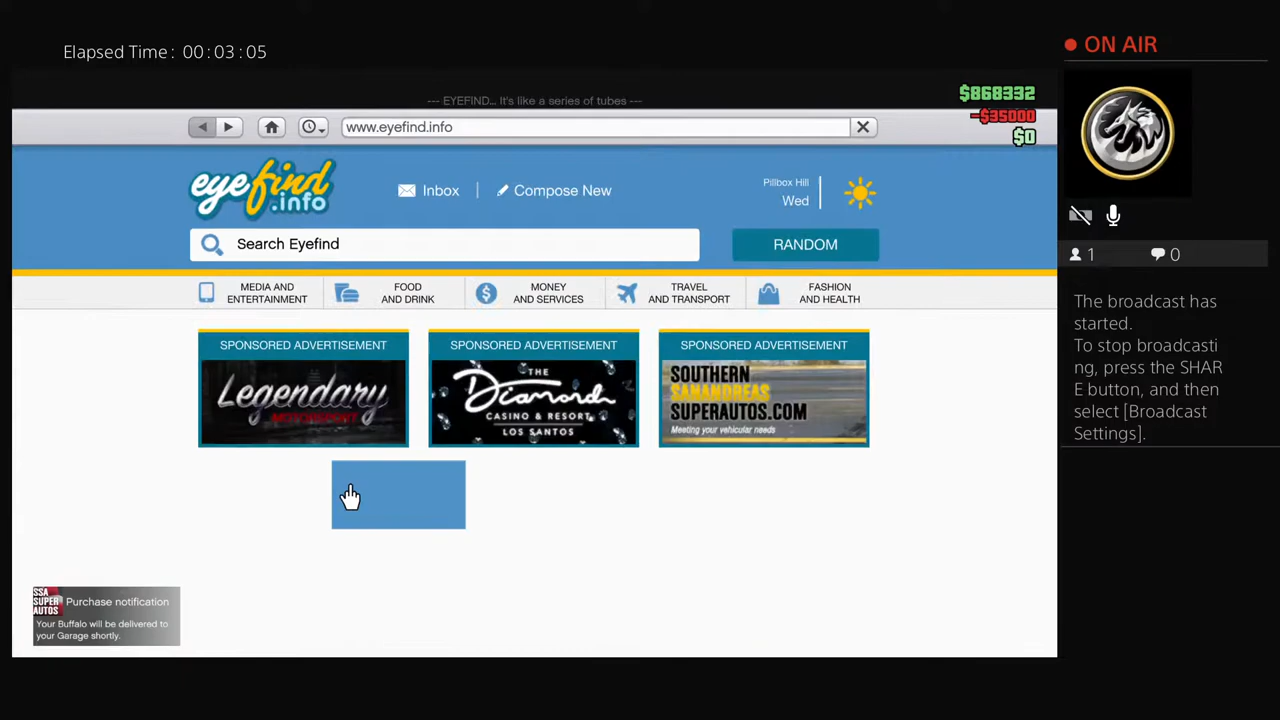 Elapsed Time: 00:03:05
ON AIR
--- EYEFIND... It's like a series of tubes ---
$868332
-$35000
$0
www.eyefind.info
eyefind.info
Inbox
Compose New
Pillbox Hill
Wed
Search Eyefind
RANDOM
MEDIA AND ENTERTAINMENT
FOOD AND DRINK
MONEY AND SERVICES
TRAVEL AND TRANSPORT
FASHION AND HEALTH
SPONSORED ADVERTISEMENT
Legendary
MOTORSPORT
SPONSORED ADVERTISEMENT
THE
Diamond
CASINO & RESORT
LOS SANTOS
SPONSORED ADVERTISEMENT
SOUTHERN
SANANDREAS
SUPERAUTOS.COM
Meeting your vehicular needs
SSA
SUPER
AUTOS
Purchase notification
Your Buffalo will be delivered to
your Garage shortly.
1
0
The broadcast has
started.
To stop broadcasti
ng, press the SHAR
E button, and then
select [Broadcast
Settings].